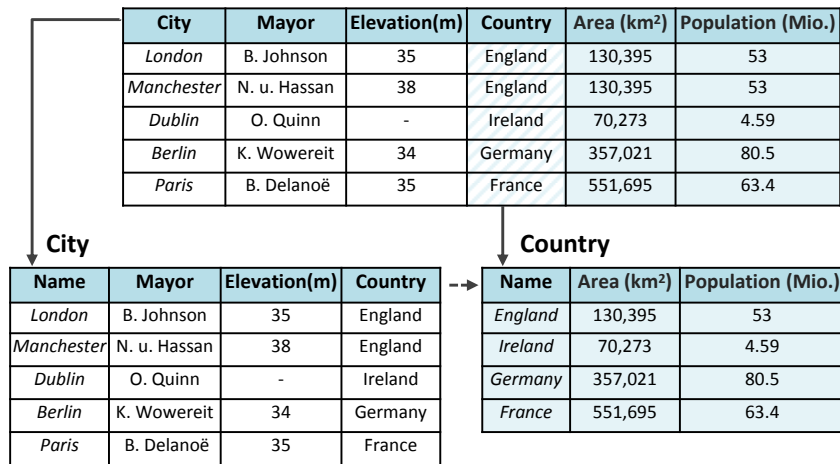 City Mayor Elevation(m) Country Area (km²) Population (Mio.)
London B. Johnson 35 England 130,395 53
Manchester N. u. Hassan 38 England 130,395 53
Dublin O. Quinn - Ireland 70,273 4.59
Berlin K. Wowereit 34 Germany 357,021 80.5
Paris B. Delanoë 35 France 551,695 63.4
City
Name Mayor Elevation(m) Country
London B. Johnson 35 England
Manchester N. u. Hassan 38 England
Dublin O. Quinn - Ireland
Berlin K. Wowereit 34 Germany
Paris B. Delanoë 35 France
Country
Name Area (km²) Population (Mio.)
England 130,395 53
Ireland 70,273 4.59
Germany 357,021 80.5
France 551,695 63.4